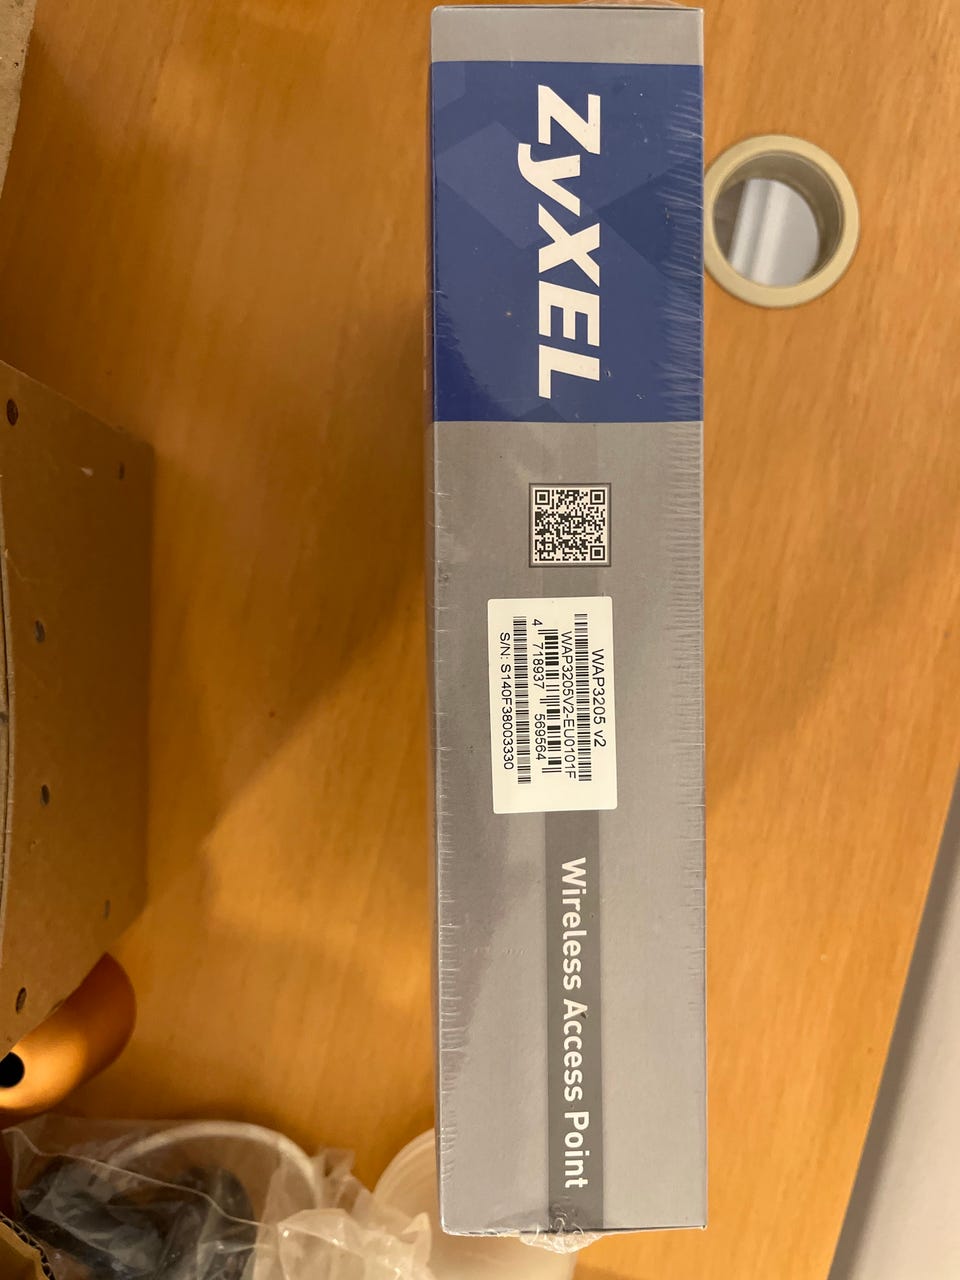 ZyXEL
WAP3205 v2
WAP3205V2-EU0101F
4 718937 569564
S/N: S140F38003330
Wireless Access Point